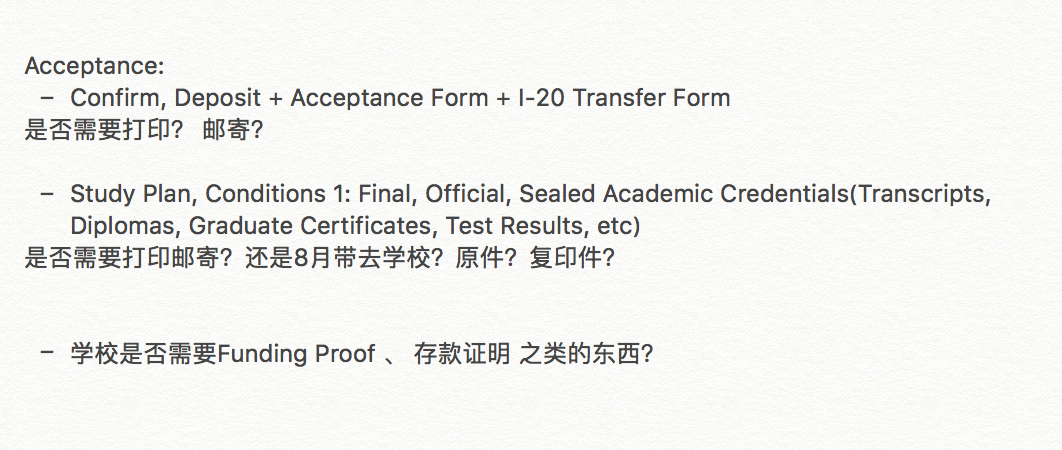 Acceptance:
– Confirm, Deposit + Acceptance Form + I-20 Transfer Form
是否需要打印？ 邮寄？
– Study Plan, Conditions 1: Final, Official, Sealed Academic Credentials(Transcripts,
Diplomas, Graduate Certificates, Test Results, etc)
是否需要打印邮寄？还是8月带去学校？原件？复印件？
– 学校是否需要Funding Proof 、 存款证明 之类的东西？